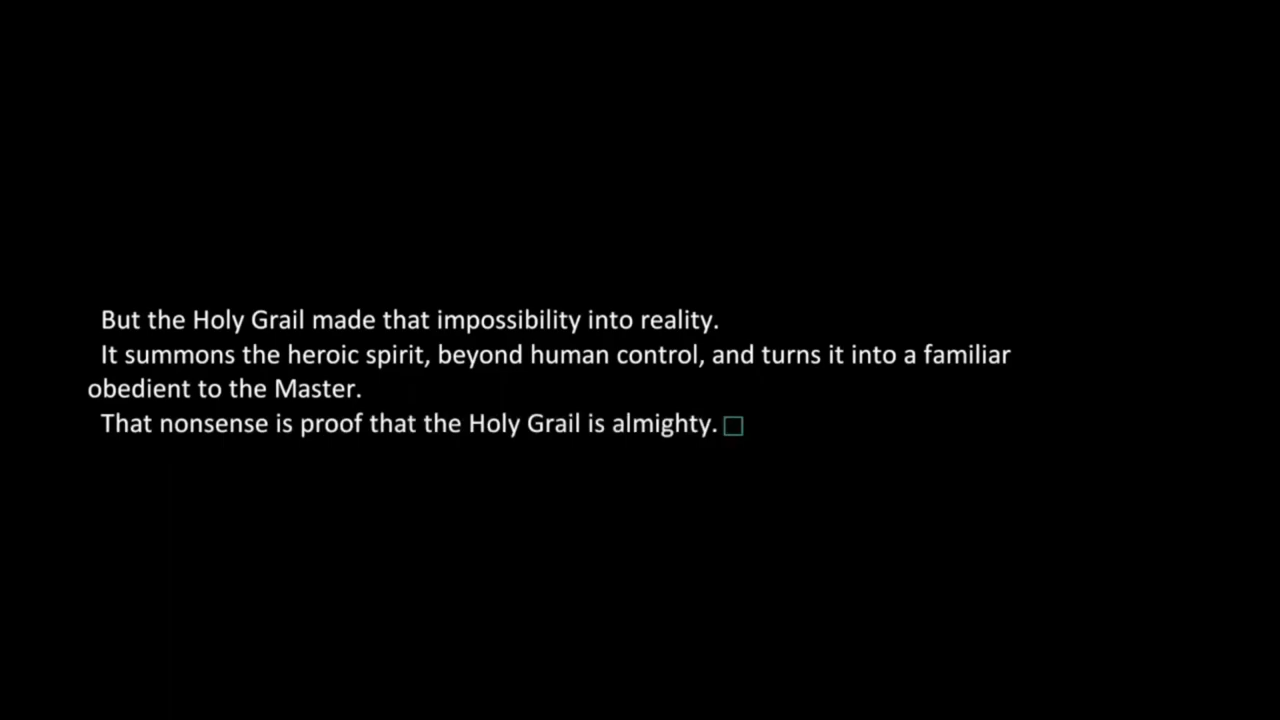 But the Holy Grail made that impossibility into reality.
It summons the heroic spirit, beyond human control, and turns it into a familiar
obedient to the Master.
That nonsense is proof that the Holy Grail is almighty.